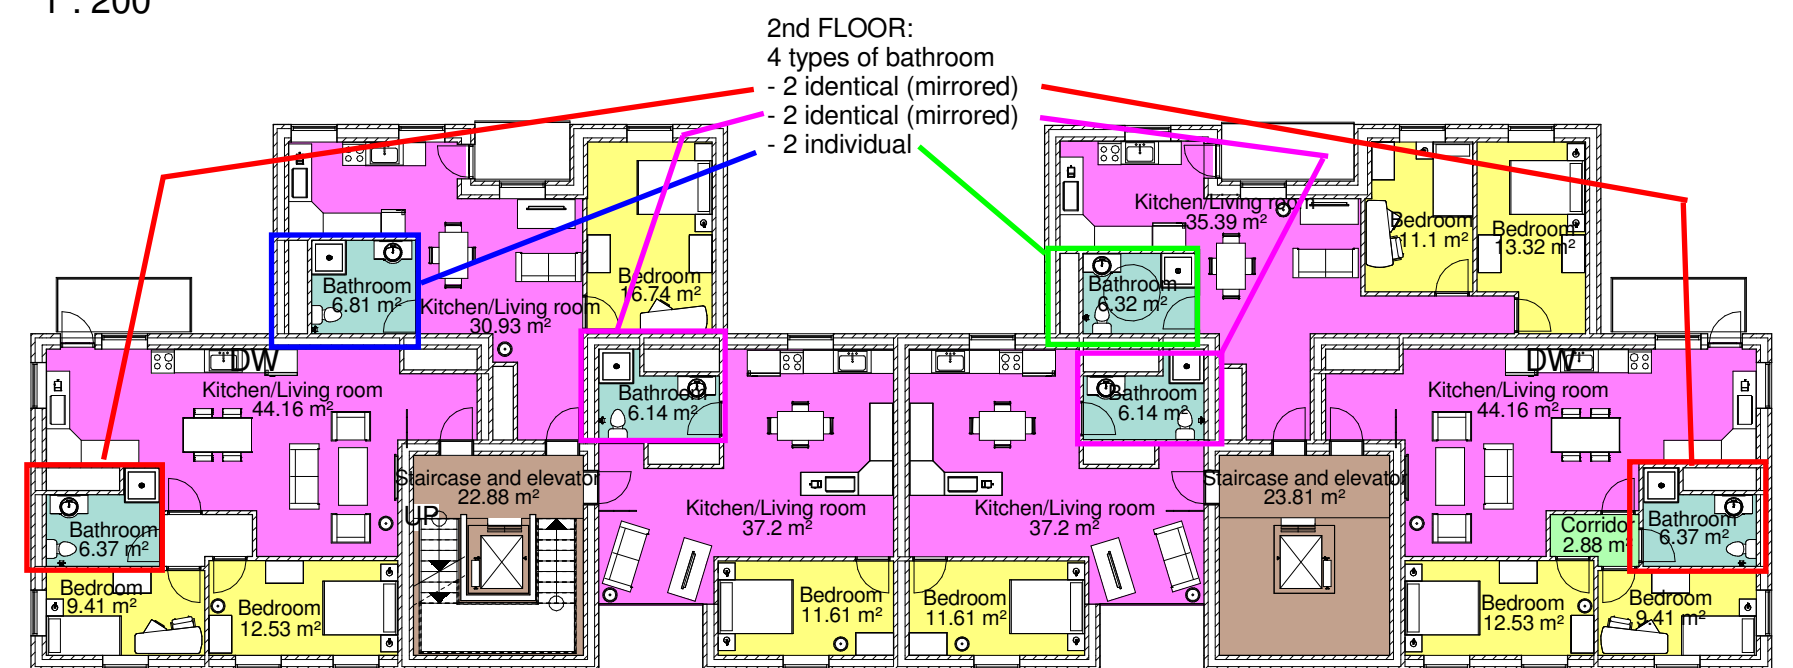 1 : 200
2nd FLOOR:
4 types of bathroom
- 2 identical (mirrored)
- 2 identical (mirrored)
- 2 individual
Kitchen/Living room
35.39 m²
Bedroom
11.1 m²
Bedroom
13.32 m²
Bathroom
6.81 m²
Kitchen/Living room
30.93 m²
Bedroom
16.74 m²
Bathroom
6.32 m²
DW
Kitchen/Living room
44.16 m²
Bathroom
6.14 m²
Bathroom
6.14 m²
DW
Kitchen/Living room
44.16 m²
Staircase and elevator
22.88 m²
UP
Kitchen/Living room
37.2 m²
Kitchen/Living room
37.2 m²
Staircase and elevator
23.81 m²
Bathroom
6.37 m²
Corridor
2.88 m²
Bathroom
6.37 m²
Bedroom
9.41 m²
Bedroom
12.53 m²
Bedroom
11.61 m²
Bedroom
11.61 m²
Bedroom
12.53 m²
Bedroom
9.41 m²